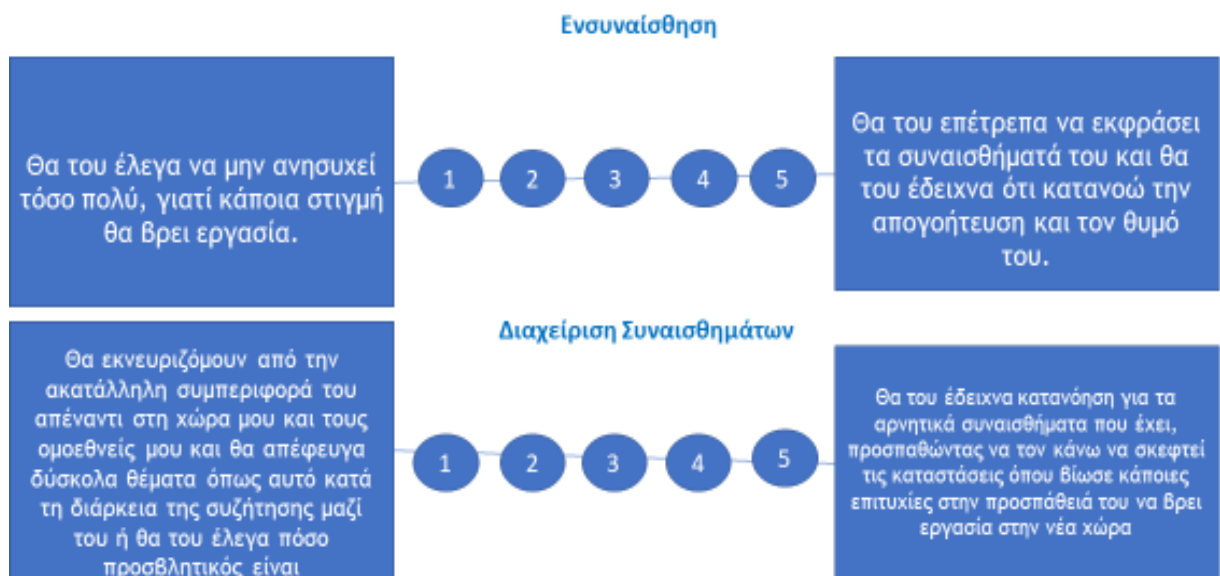 Ενσυναίσθηση
Θα του έλεγα να μην ανησυχεί
τόσο πολύ, γιατί κάποια στιγμή
θα βρει εργασία.
1 2 3 4 5
Θα του επέτρεπα να εκφράσει
τα συναισθήματά του και θα
του έδειχνα ότι κατανοώ την
απογοήτευση και τον θυμό
του.
Διαχείριση Συναισθημάτων
Θα εκνευριζόμουν από την
ακατάλληλη συμπεριφορά του
απέναντι στη χώρα μου και τους
ομοεθνείς μου και θα απέφευγα
δύσκολα θέματα όπως αυτό κατά
τη διάρκεια της συζήτησης μαζί
του ή θα του έλεγα πόσο
προσβλητικός είναι
1 2 3 4 5
Θα του έδειχνα κατανόηση για τα
αρνητικά συναισθήματα που έχει,
προσπαθώντας να τον κάνω να σκεφτεί
τις καταστάσεις όπου βίωσε κάποιες
επιτυχίες στην προσπάθειά του να βρει
εργασία στην νέα χώρα